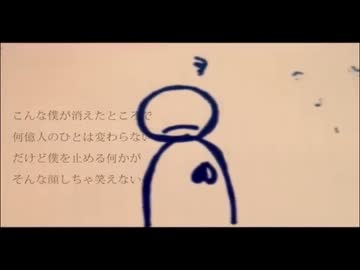 こんな僕が消えたところで
何億人のひとは変わらない
だけど僕を止める何かが
そんな顔しちゃ笑えない